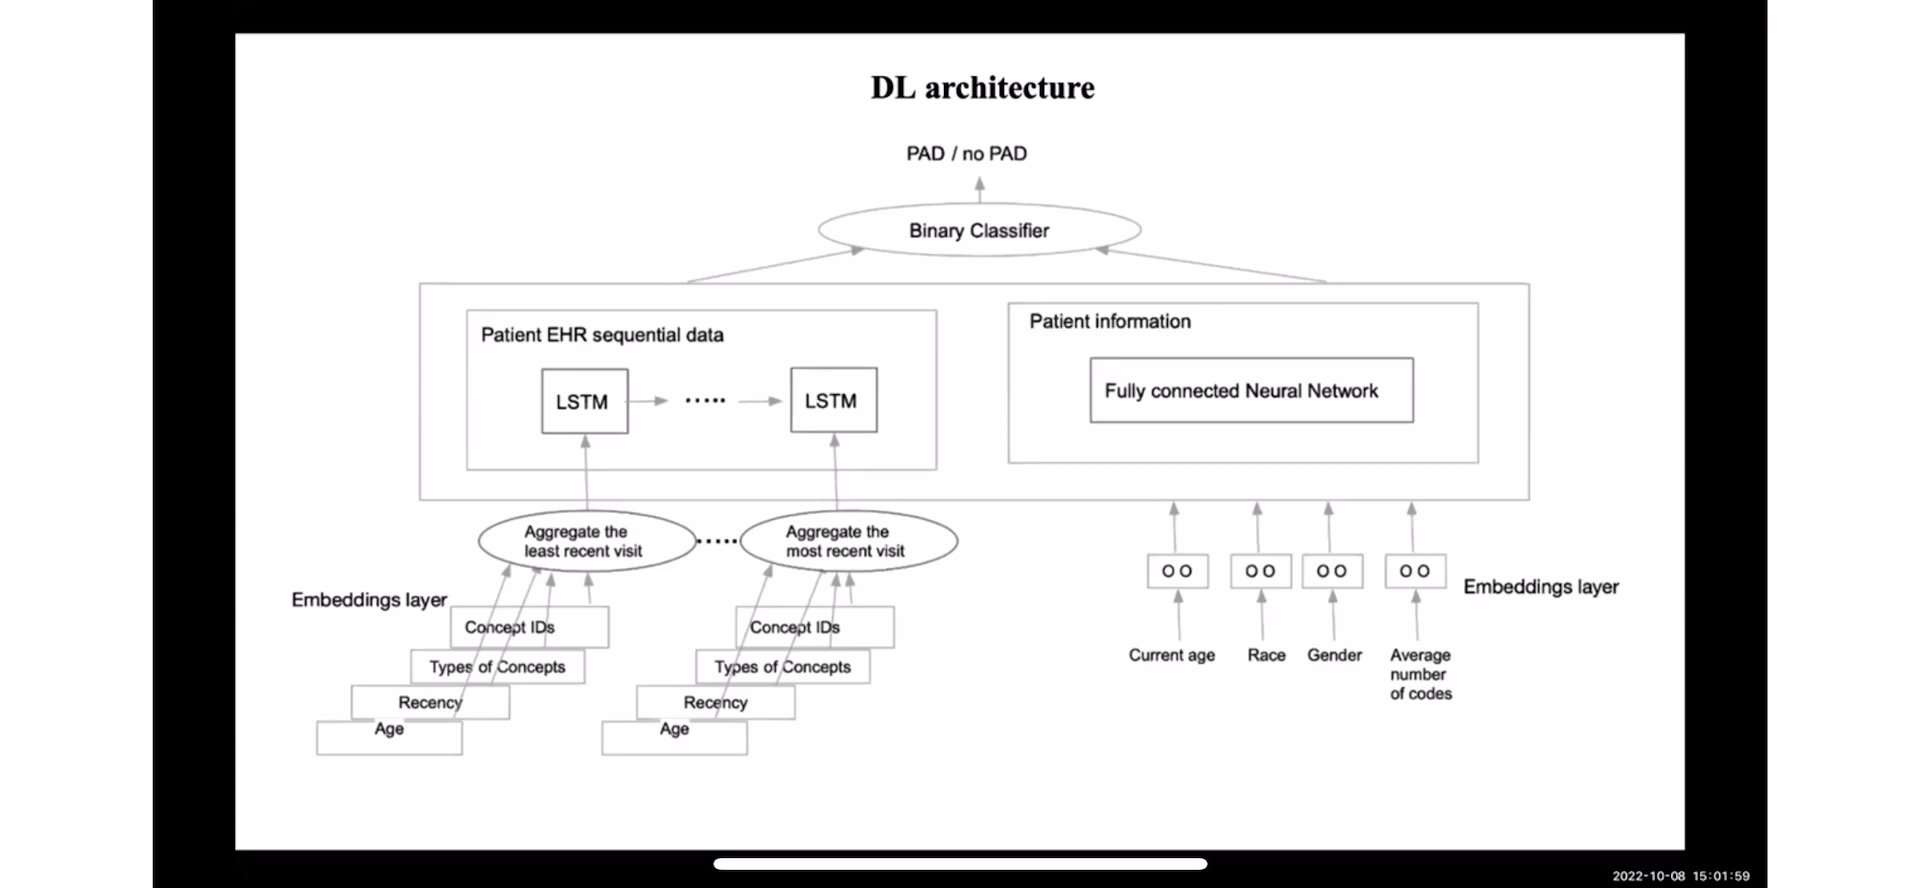 DL architecture
PAD / no PAD
Binary Classifier
Patient EHR sequential data
LSTM
LSTM
Patient information
Fully connected Neural Network
Aggregate the
least recent visit
Aggregate the
most recent visit
Embeddings layer
Concept IDs
Types of Concepts
Recency
Age
Concept IDs
Types of Concepts
Recency
Age
O O
O O
O O
O O
Embeddings layer
Current age
Race
Gender
Average
number
of codes
2022-10-08 15:01:59